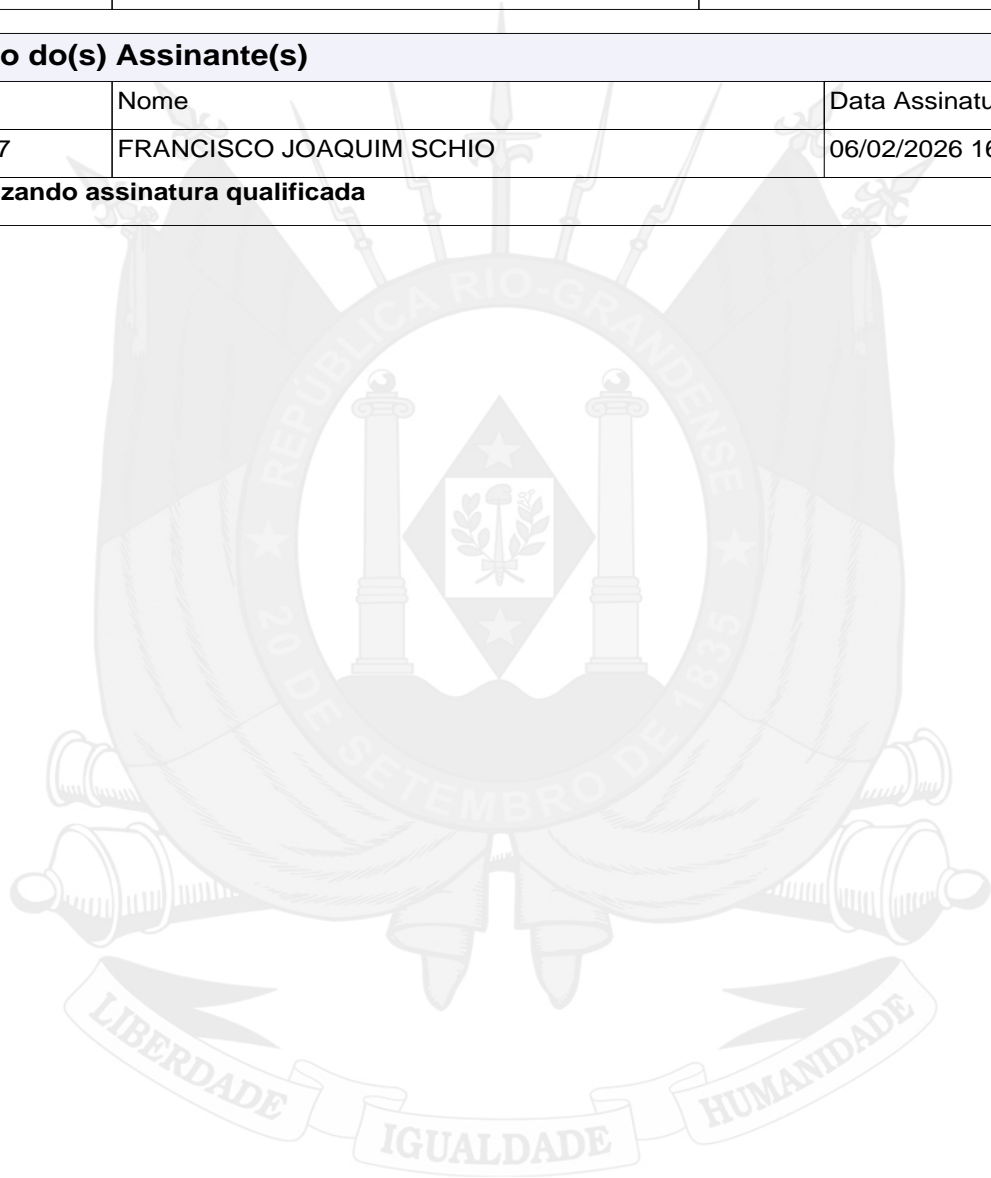 o do(s) Assinante(s)
Nome
Data Assinatu
7
FRANCISCO JOAQUIM SCHIO
06/02/2026 16
zando assinatura qualificada
REPÚBLICA RIO-GRANDENSE
20 DE SETEMBRO DE 1835
LIBERDADE
IGUALDADE
HUMANIDADE